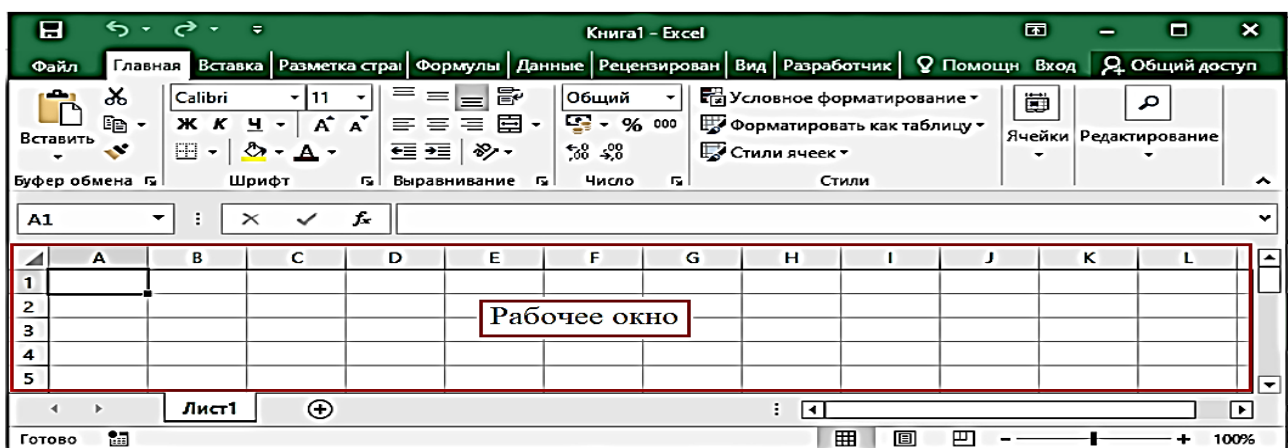 Книга1 - Excel
Файл Главная Вставка Разметка стра Формулы Данные Рецензирован Вид Разработчик Помощн Вход Общий доступ
Calibri 11 Общий Условное форматирование
Вставить Ж К Ч А А % 000 Форматировать как таблицу Ячейки Редактирование
А Стили ячеек
Буфер обмена Шрифт Выравнивание Число Стили
A1 fx
A B C D E F G H I J K L
1
2
Рабочее окно
3
4
5
Лист1
Готово 100%